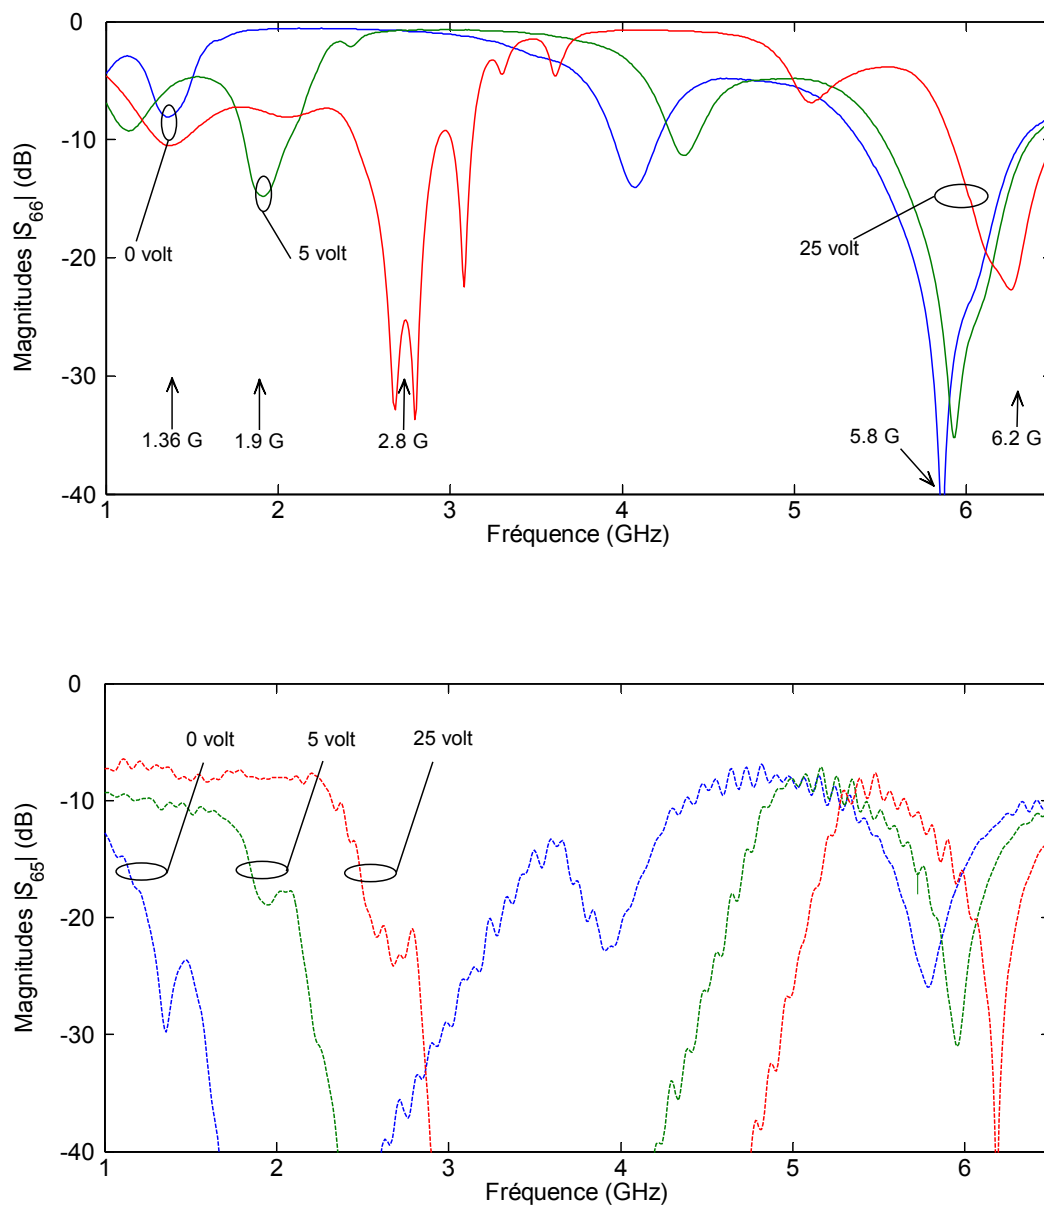 0
-10
-20
-30
-40
Magnitudes |S66| (dB)
0 volt
5 volt
25 volt
1.36 G
1.9 G
2.8 G
5.8 G
6.2 G
1
2
3
4
5
6
Fréquence (GHz)
0
-10
-20
-30
-40
Magnitudes |S65| (dB)
0 volt
5 volt
25 volt
1
2
3
4
5
6
Fréquence (GHz)